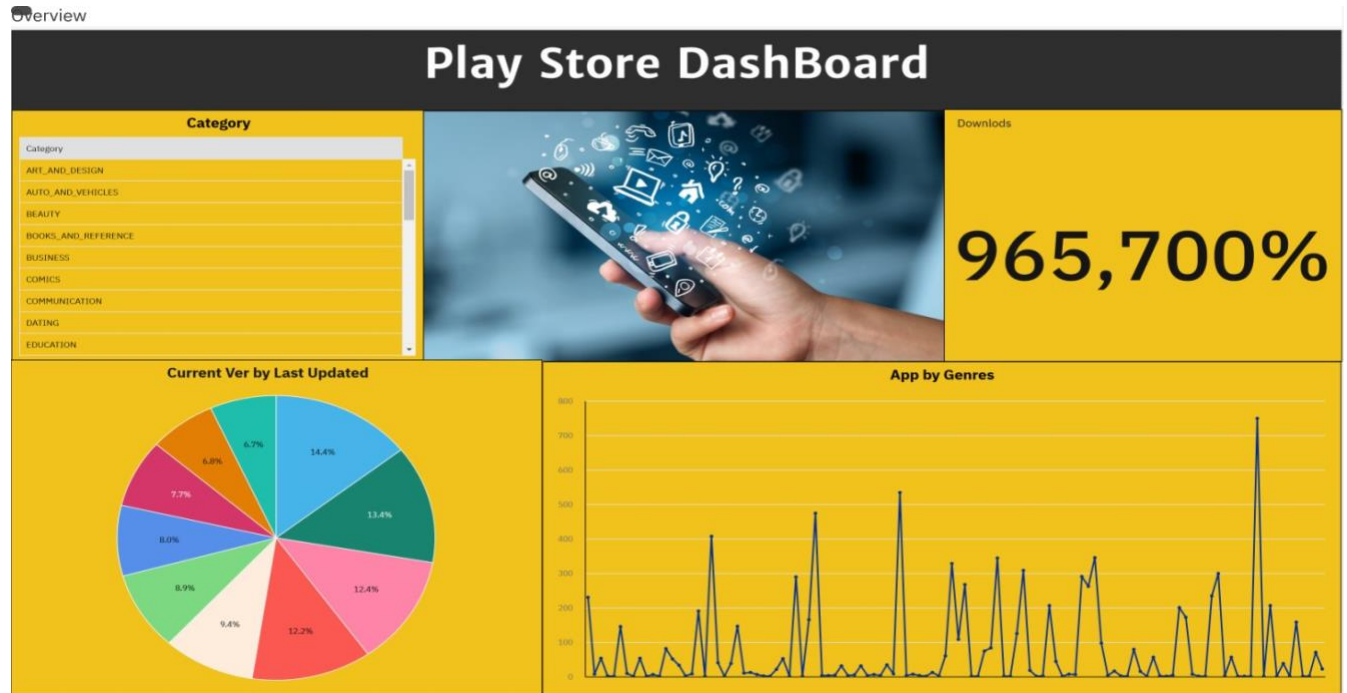 Overview
Play Store DashBoard
Category
Category
ART_AND_DESIGN
AUTO_AND_VEHICLES
BEAUTY
BOOKS_AND_REFERENCE
BUSINESS
COMICS
COMMUNICATION
DATING
EDUCATION
www
Downlods
965,700%
Current Ver by Last Updated
14.4%
13.4%
12.4%
12.2%
9.4%
8.9%
8.0%
7.7%
6.8%
6.7%
App by Genres
800
700
600
500
400
300
200
100
0